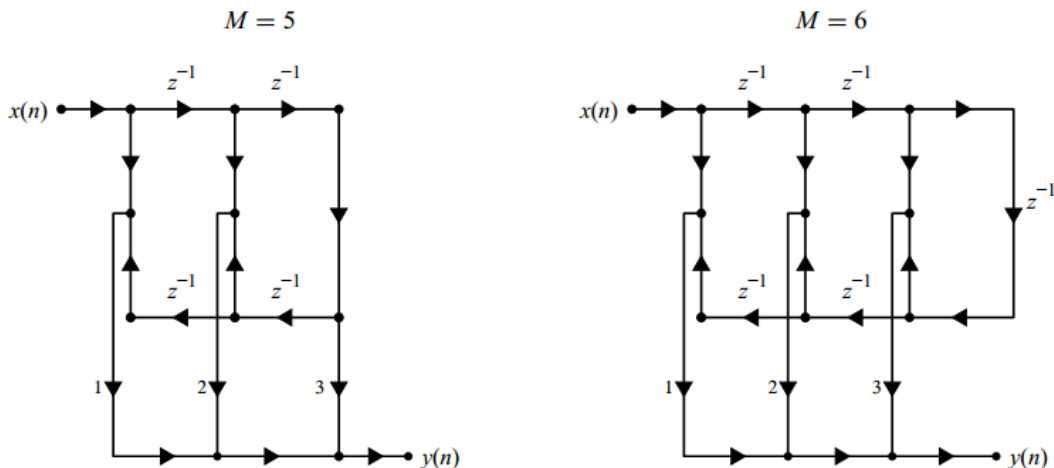 M = 5 M = 6
z⁻¹ z⁻¹ z⁻¹ z⁻¹
x(n) x(n)
z⁻¹
z⁻¹ z⁻¹ z⁻¹ z⁻¹
1 2 3 1 2 3
y(n) y(n)